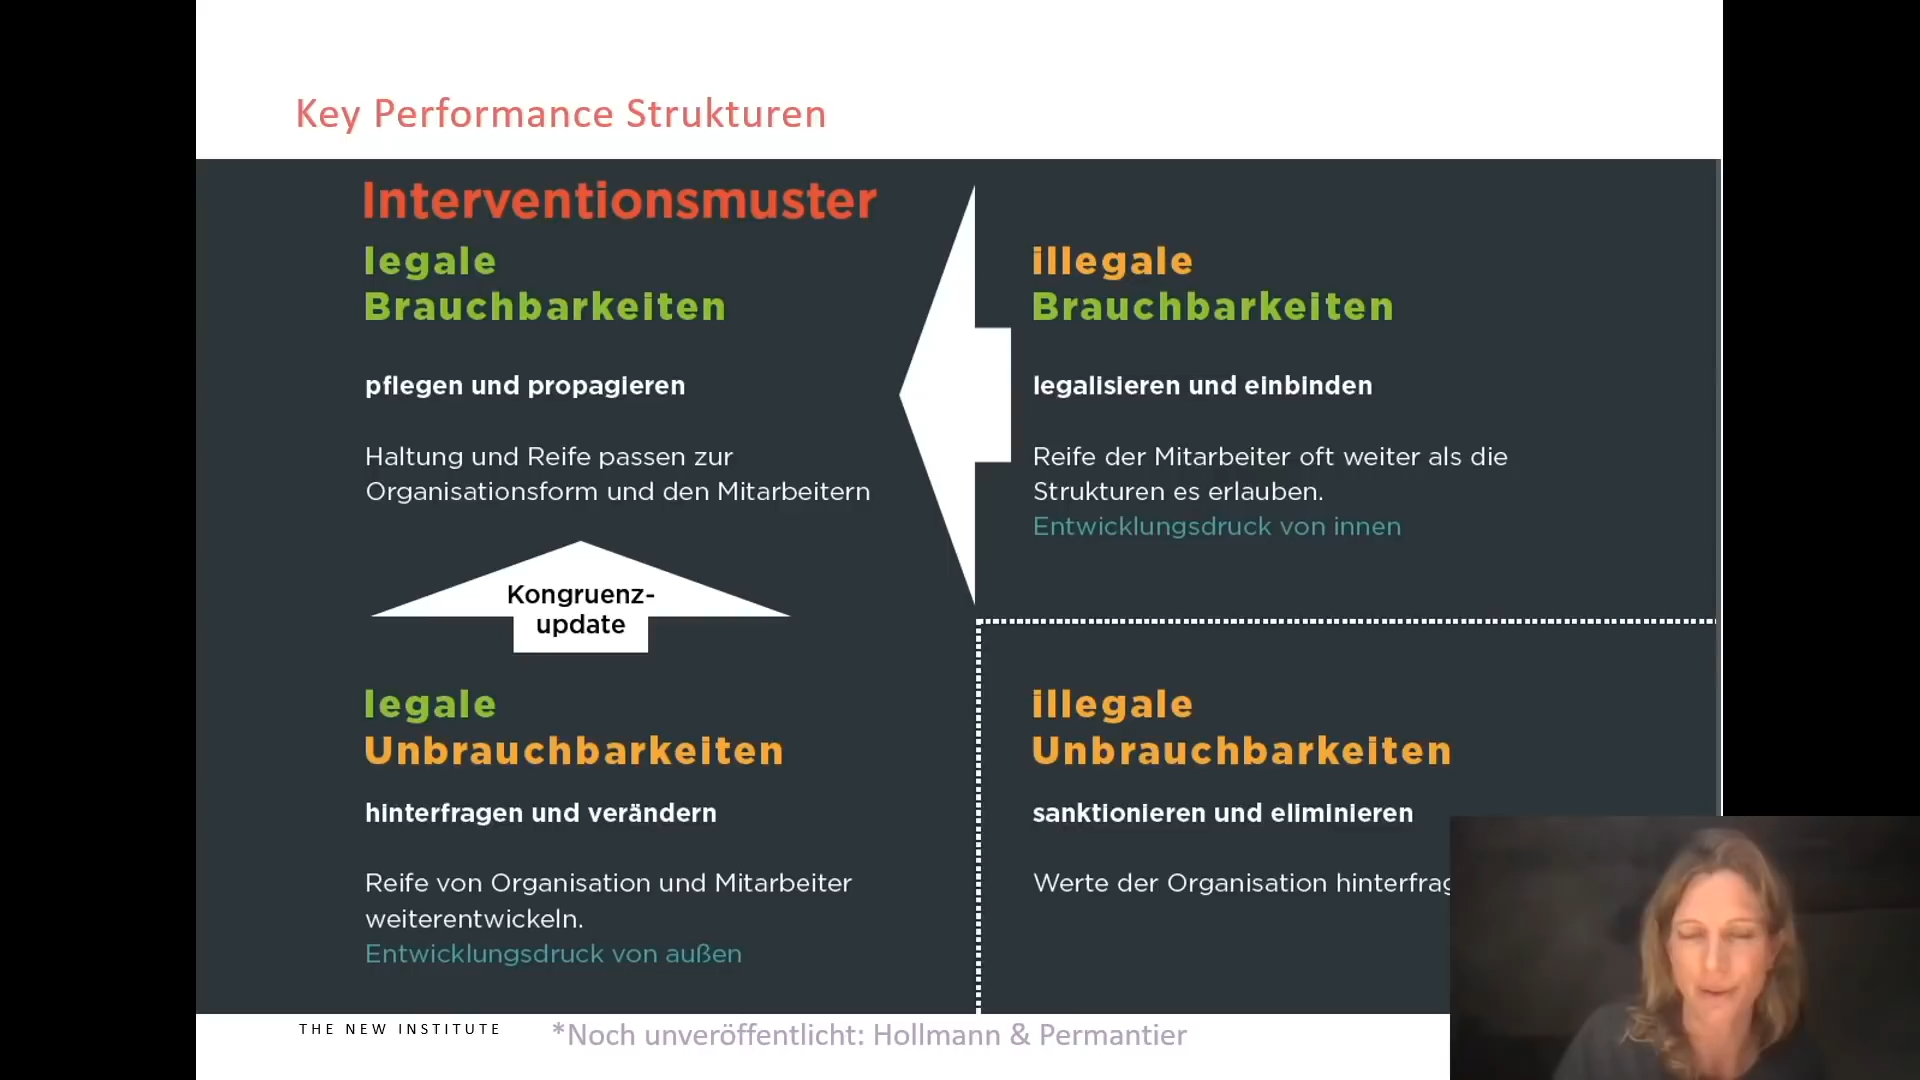 Key Performance Strukturen
Interventionsmuster
legale
Brauchbarkeiten
pflegen und propagieren
Haltung und Reife passen zur
Organisationsform und den Mitarbeitern
illegale
Brauchbarkeiten
legalisieren und einbinden
Reife der Mitarbeiter oft weiter als die
Strukturen es erlauben.
Entwicklungsdruck von innen
Kongruenz-
update
legale
Unbrauchbarkeiten
hinterfragen und verändern
Reife von Organisation und Mitarbeiter
weiterentwickeln.
Entwicklungsdruck von außen
illegale
Unbrauchbarkeiten
sanktionieren und eliminieren
Werte der Organisation
THE NEW INSTITUTE
*Noch unveröffentlicht: Hollmann & Permantier